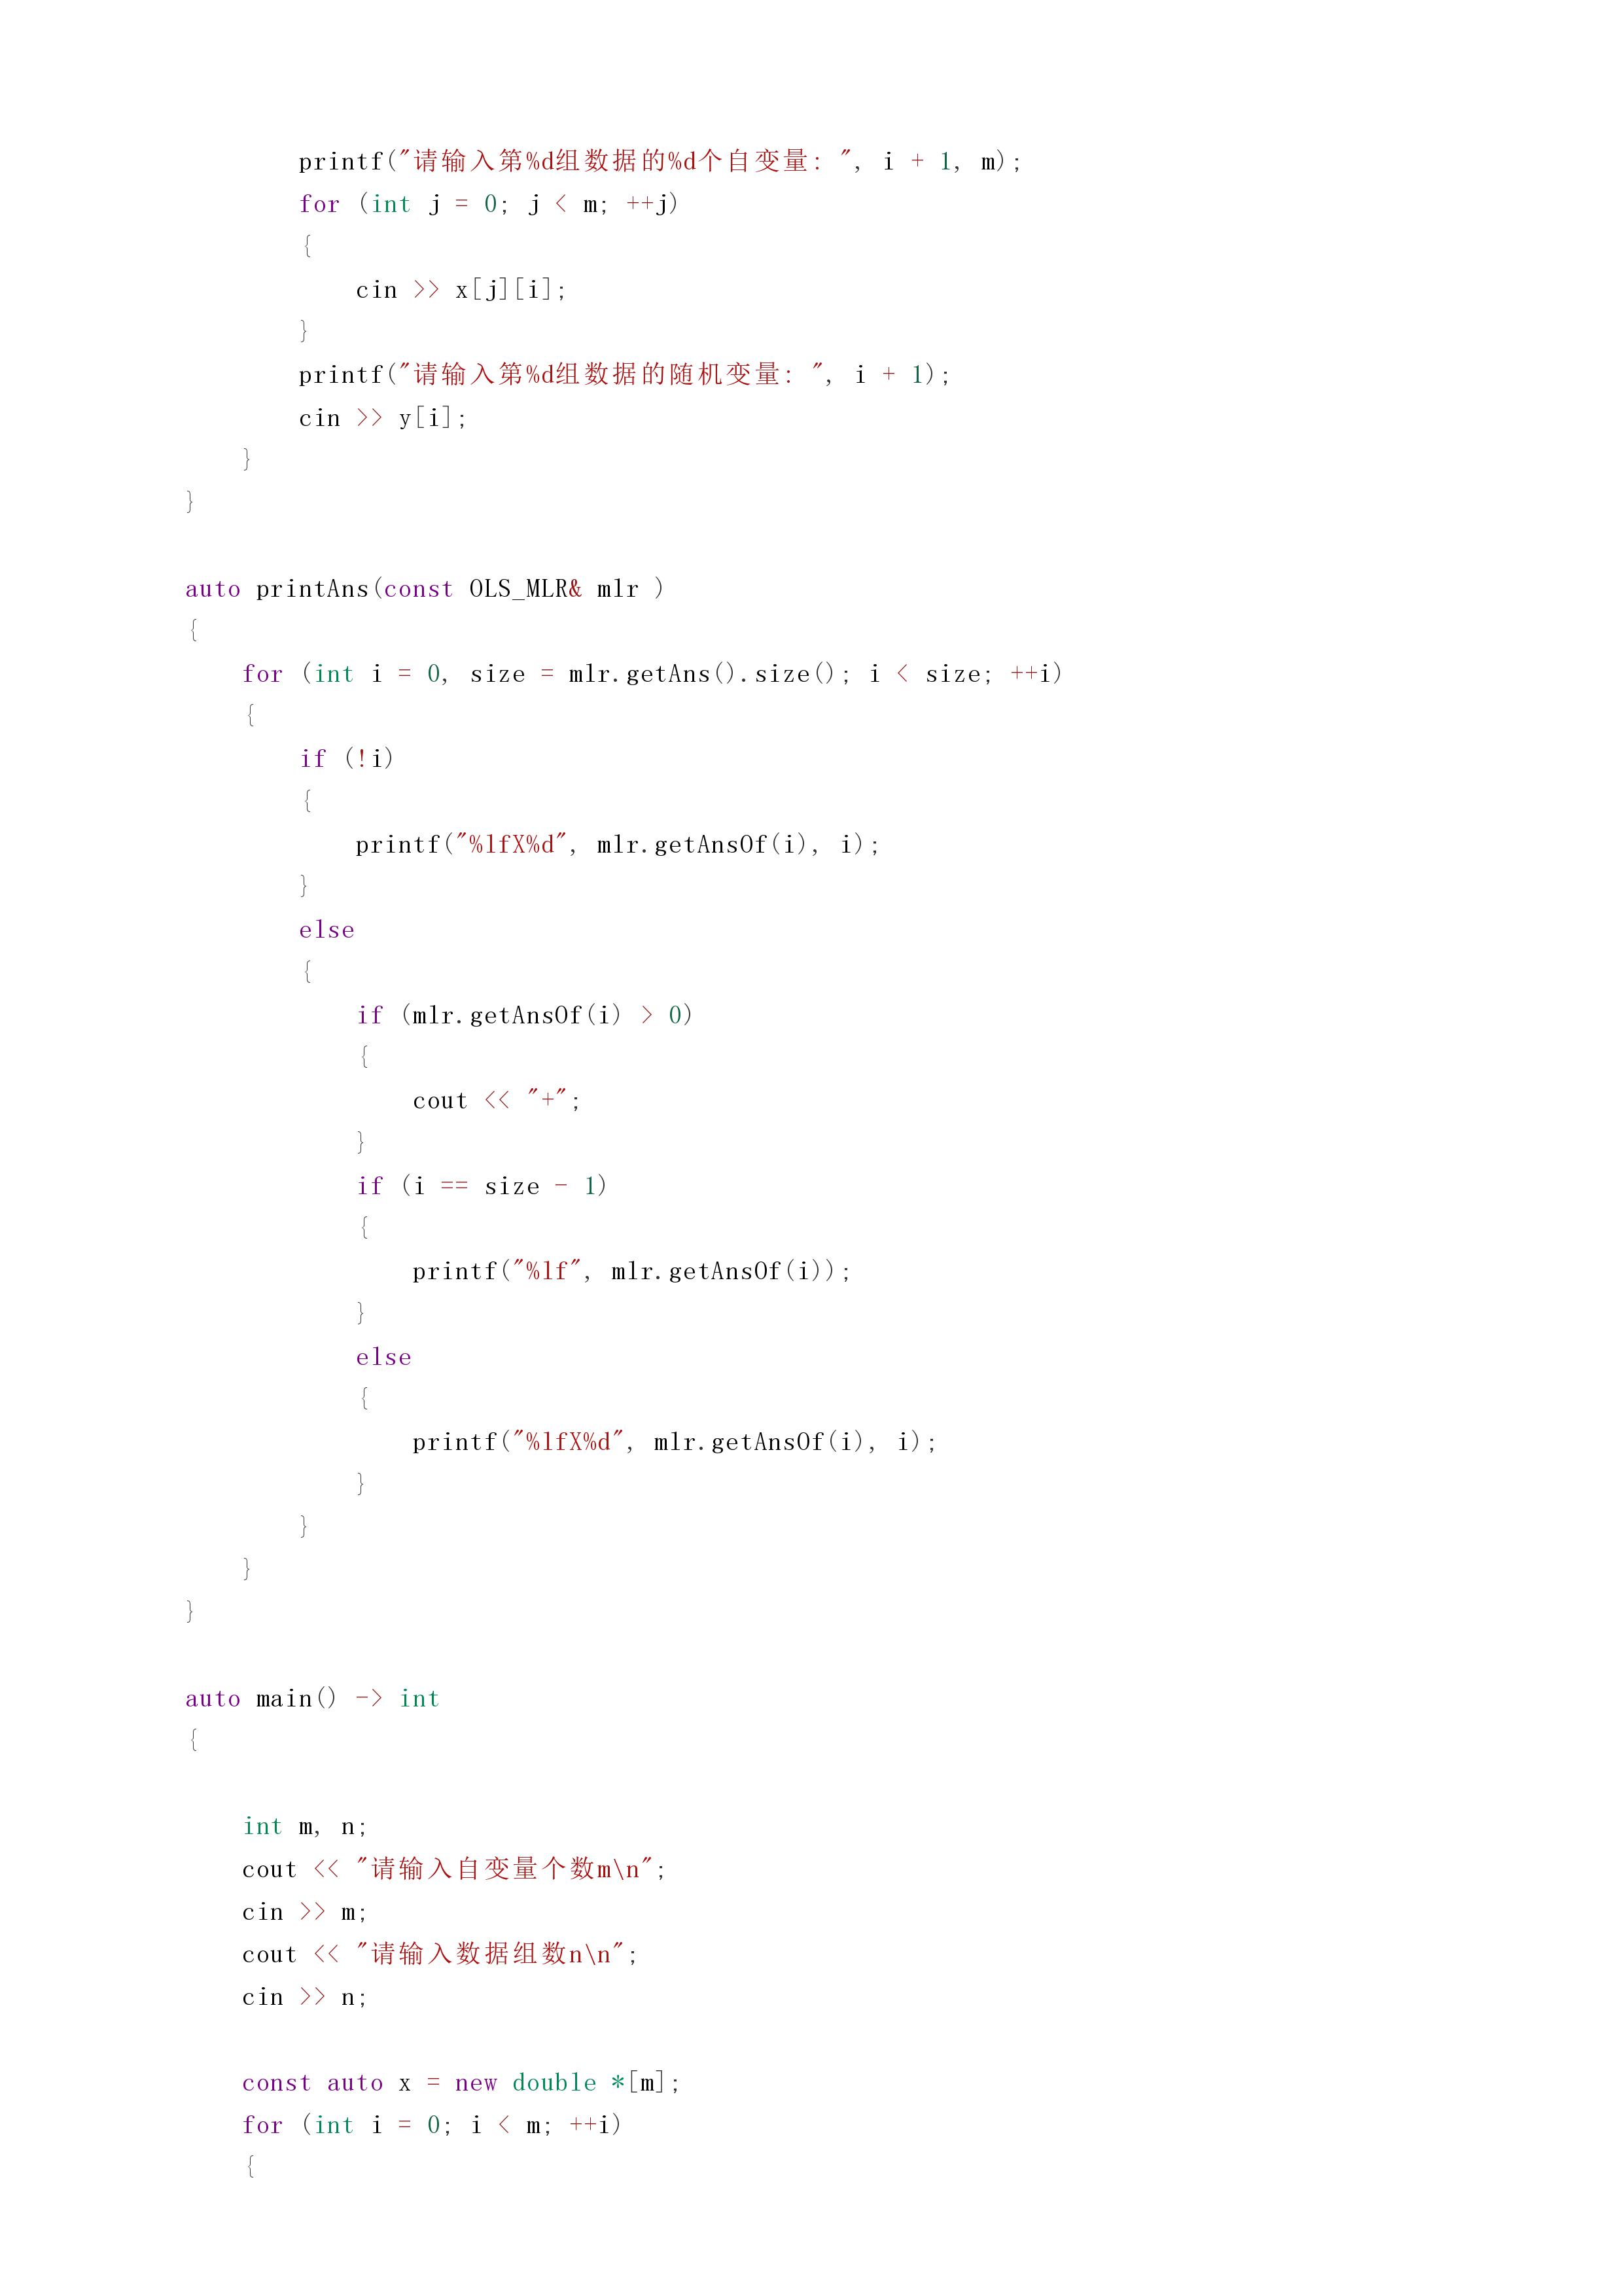 printf("请输入第%d组数据的%d个自变量: ", i + 1, m);
        for (int j = 0; j < m; ++j)
        {
            cin >> x[j][i];
        }
        printf("请输入第%d组数据的随机变量: ", i + 1);
        cin >> y[i];
    }
}

auto printAns(const OLS_MLR& mlr )
{
    for (int i = 0, size = mlr.getAns().size(); i < size; ++i)
    {
        if (!i)
        {
            printf("%lfX%d", mlr.getAnsOf(i), i);
        }
        else
        {
            if (mlr.getAnsOf(i) > 0)
            {
                cout << "+";
            }
            if (i == size - 1)
            {
                printf("%lf", mlr.getAnsOf(i));
            }
            else
            {
                printf("%lfX%d", mlr.getAnsOf(i), i);
            }
        }
    }
}

auto main() -> int
{

    int m, n;
    cout << "请输入自变量个数m\n";
    cin >> m;
    cout << "请输入数据组数n\n";
    cin >> n;

    const auto x = new double *[m];
    for (int i = 0; i < m; ++i)
    {